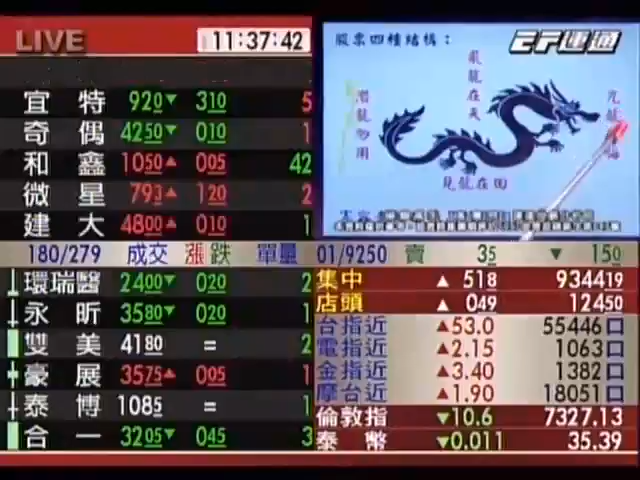 LIVE 11:37:42
宜特 920▼ 310 5
奇偶 4250▼ 010 1
和鑫 1050▲ 005 42
微星 793▲ 120 2
建大 4800▲ 010 1
股票四種結構：
飛龍在天
潛龍勿用
見龍在田
180/279 成交 漲跌 單量 01/9250 賣 35 ▼ 150
環瑞醫 2400▼ 020 2
永昕 3580▼ 020 1
雙美 4180 = 2
豪展 3575▲ 005 1
泰博 1085 = 1
合一 3205▼ 045 3
集中 ▲ 518 934419
店頭 ▲ 049 12450
台指近 ▲53.0 55446口
電指近 ▲2.15 1063口
金指近 ▲3.40 1382口
摩台近 ▲1.90 18051口
倫敦指 ▼10.6 7327.13
泰幣 ▼0.011 35.39